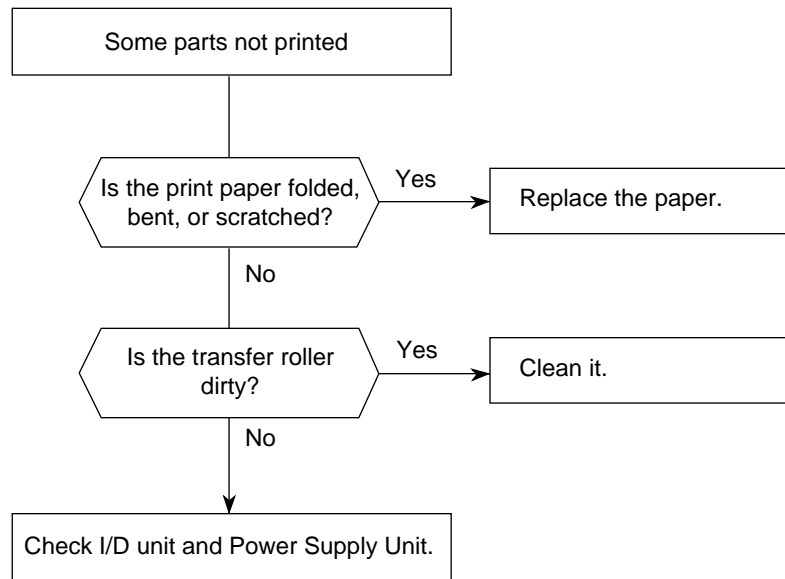 Some parts not printed
Is the print paper folded,
bent, or scratched?
Yes
Replace the paper.
No
Is the transfer roller
dirty?
Yes
Clean it.
No
Check I/D unit and Power Supply Unit.